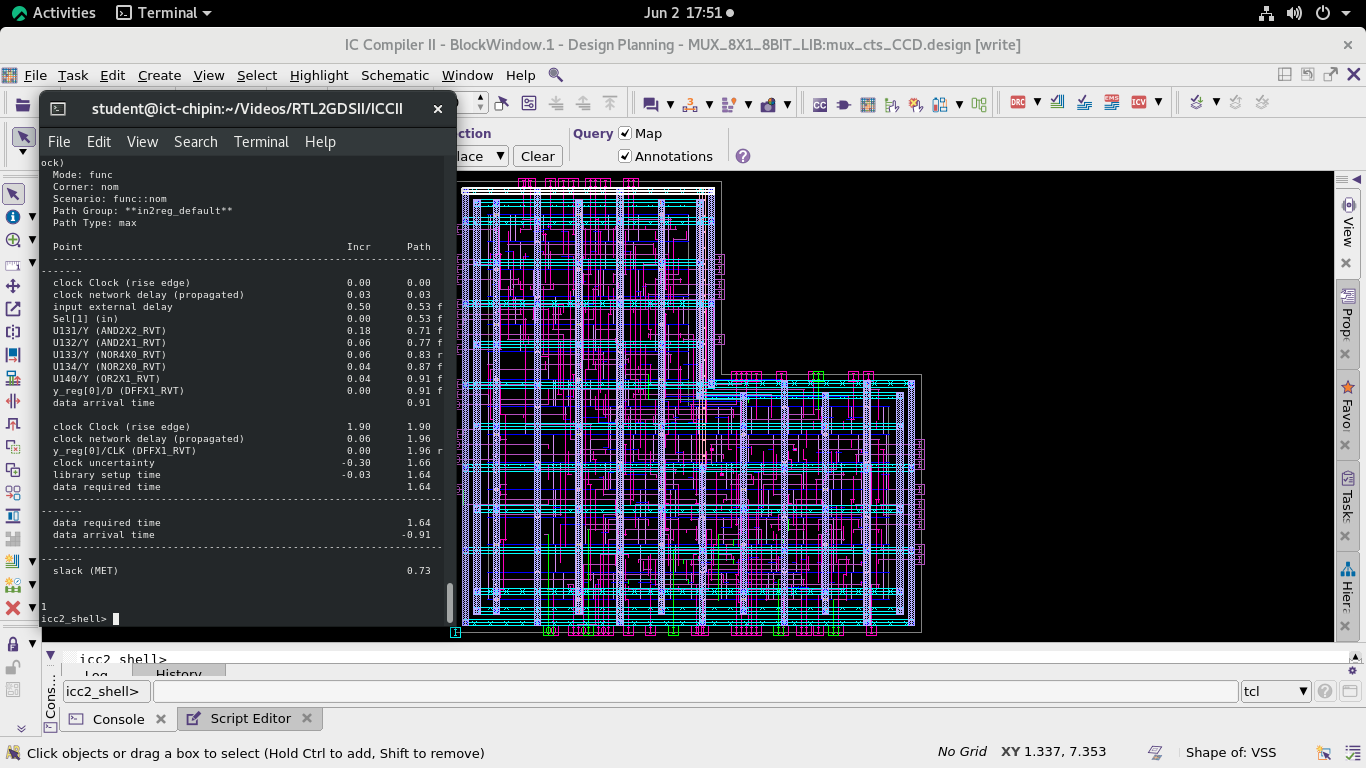 Activities
Terminal
Jun 2 17:51
IC Compiler II - BlockWindow.1 - Design Planning - MUX_8X1_8BIT_LIB:mux_cts_CCD.design [write]
File Task Edit Create View Select Highlight Schematic Window Help
student@ict-chipin:~/Videos/RTL2GDSII/ICCII
DRC
LVS
EMS
ICV
File Edit View Search Terminal Help
ction
Query
Map
lace
Clear
Annotations
ock)
Mode: func
Corner: nom
Scenario: func::nom
Path Group: **in2reg_default**
Path Type: max
Point Incr Path
-------
clock Clock (rise edge) 0.00 0.00
clock network delay (propagated) 0.03 0.03
input external delay 0.50 0.53 f
Sel[1] (in) 0.00 0.53 f
U131/Y (AND2X2_RVT) 0.18 0.71 f
U132/Y (AND2X1_RVT) 0.06 0.77 f
U133/Y (NOR4X0_RVT) 0.06 0.83 r
U134/Y (NOR2X0_RVT) 0.04 0.87 f
U140/Y (OR2X1_RVT) 0.04 0.91 f
y_reg[0]/D (DFFX1_RVT) 0.00 0.91 f
data arrival time 0.91
clock Clock (rise edge) 1.90 1.90
clock network delay (propagated) 0.06 1.96
y_reg[0]/CLK (DFFX1_RVT) 0.00 1.96 r
clock uncertainty -0.30 1.66
library setup time -0.03 1.64
data required time 1.64
-------
data required time 1.64
data arrival time -0.91
-------
slack (MET) 0.73
1
icc2_shell>
View
Prope
Favo
Tasks
Hier
icc2_shell>
Log
History
icc2_shell>
tcl
Cons...
Console
Script Editor
Click objects or drag a box to select (Hold Ctrl to add, Shift to remove)
No Grid
XY 1.337, 7.353
Shape of: VSS